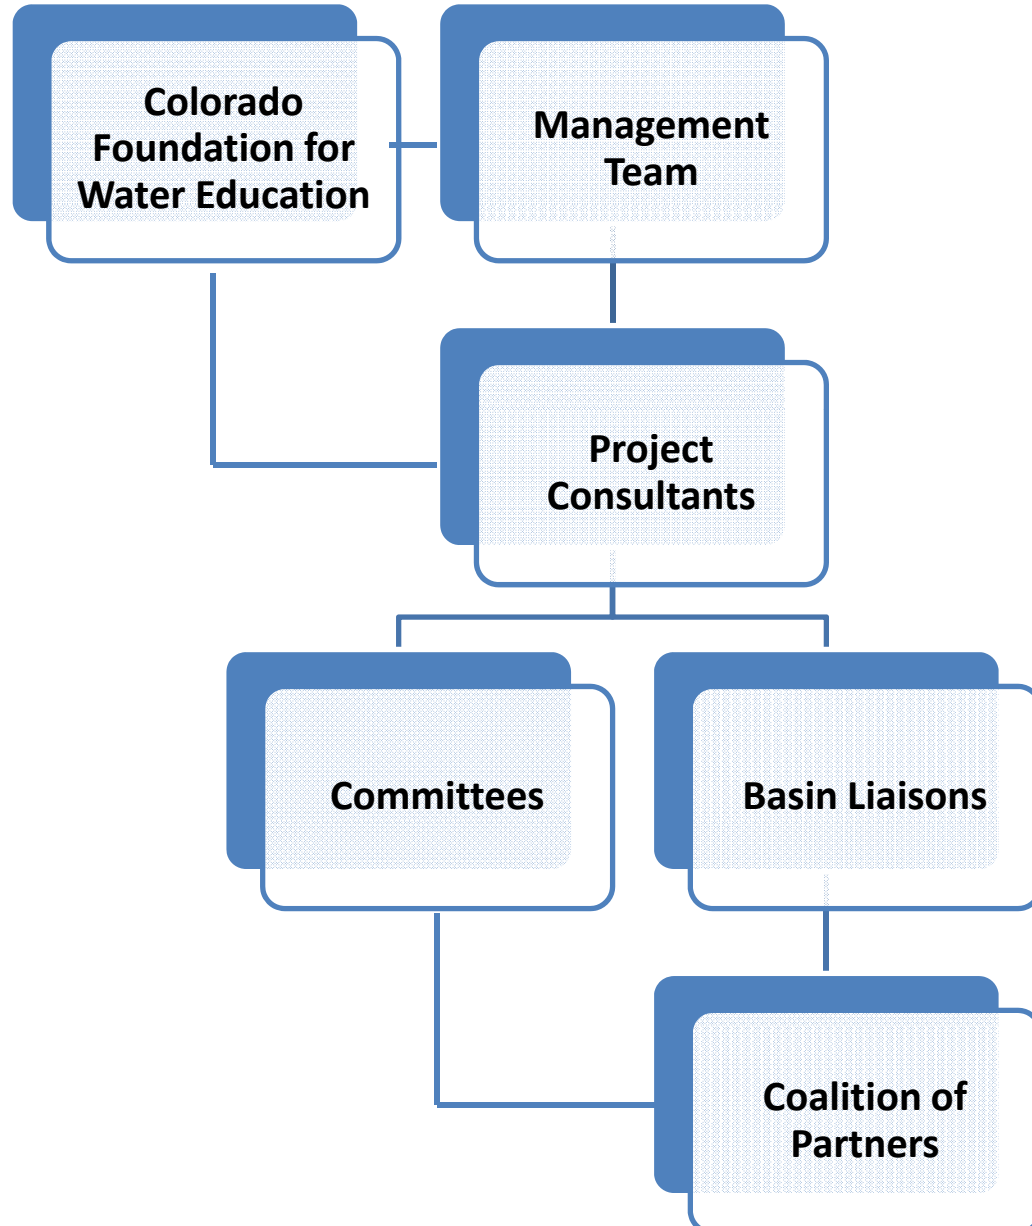 Colorado
Foundation for
Water Education
Management
Team
Project
Consultants
Committees
Basin Liaisons
Coalition of
Partners